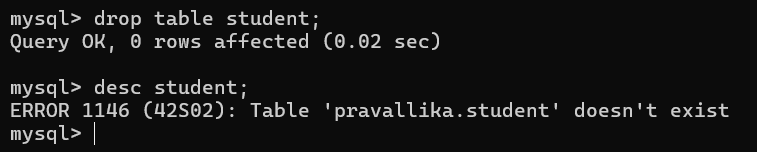 mysql> drop table student;
Query OK, 0 rows affected (0.02 sec)
mysql> desc student;
ERROR 1146 (42S02): Table 'pravallika.student' doesn't exist
mysql>